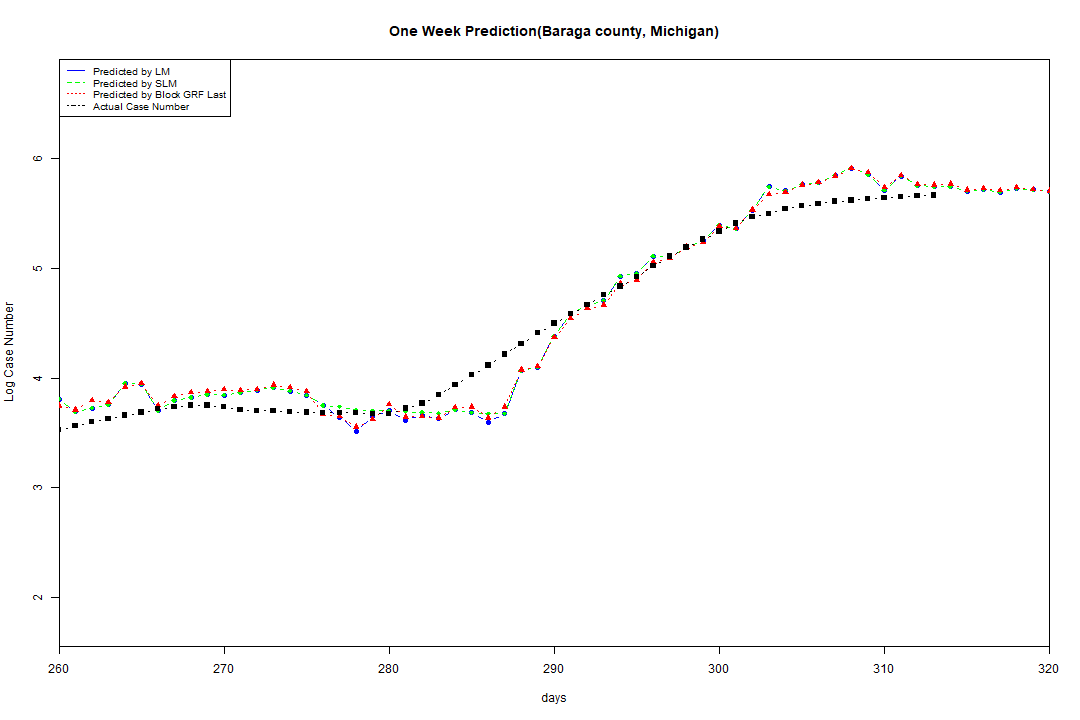 One Week Prediction(Baraga county, Michigan)
Predicted by LM
Predicted by SLM
Predicted by Block GRF Last
Actual Case Number
6
5
4
3
2
Log Case Number
260 270 280 290 300 310 320
days